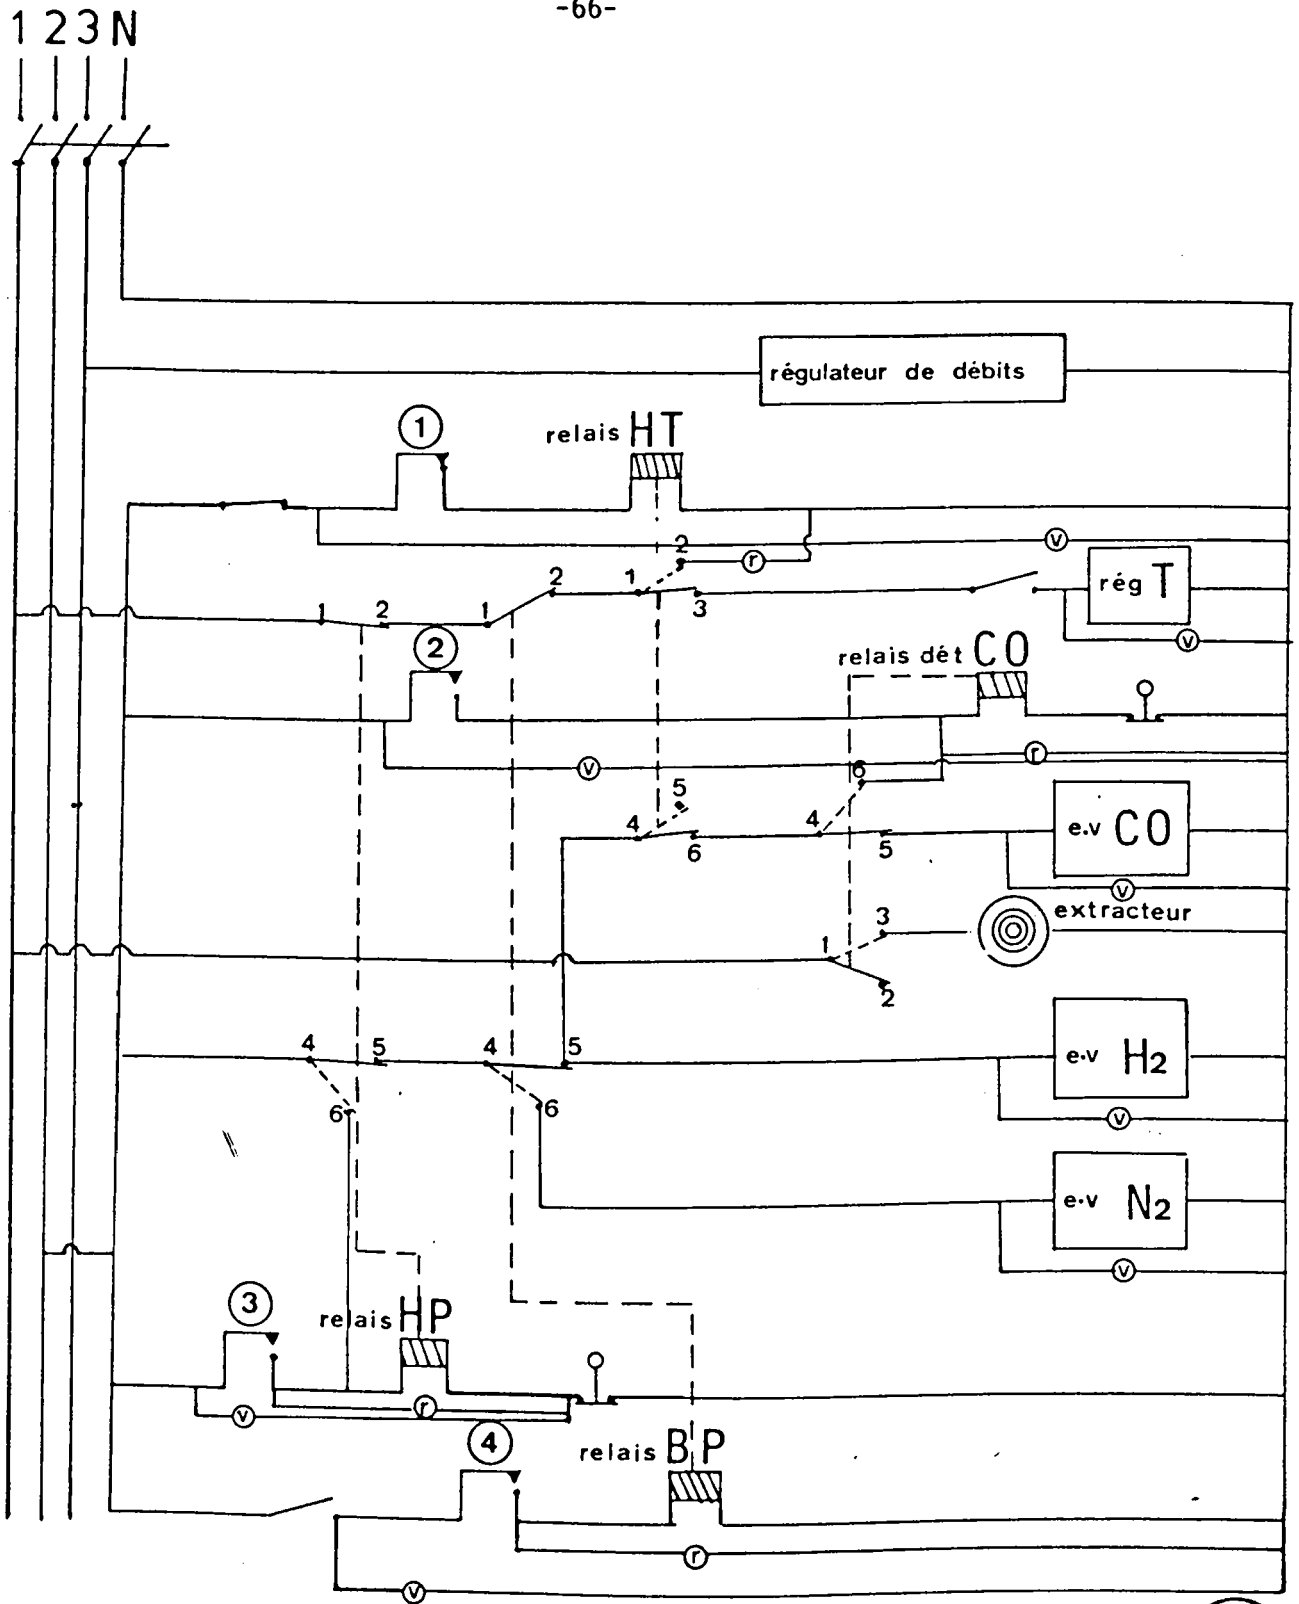 -66-
1 2 3 N
régulateur de débits
1
relais HT
2
v
r
1 2 1 2 1 3
rég T
v
2
relais dét CO
r
v
6
5
4 6 4 5
e.v CO
v
extracteur
3
1
2
4 5 4 5
e.v H2
6 6
v
e.v N2
v
3
relais HP
r
v
4
relais BP
r
v